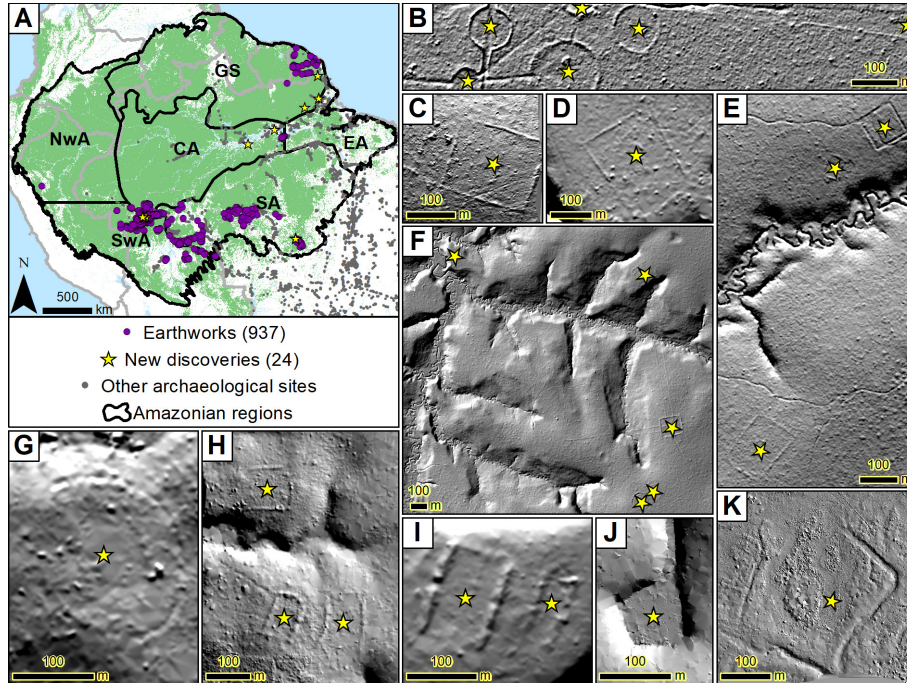 A
GS
NwA
CA
EA
SA
SwA
N
500
km
Earthworks (937)
New discoveries (24)
Other archaeological sites
Amazonian regions
B
100
m
C
100
m
D
100
m
E
100
m
F
100
m
G
100
m
H
100
m
I
100
m
J
100
m
K
100
m